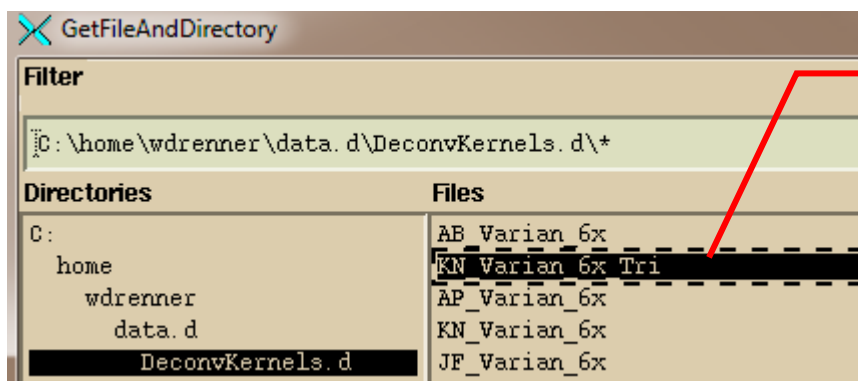 GetFileAndDirectory
Filter
C:\home\wdrenner\data.d\DeconvKernels.d\*
Directories
Files
C:
home
wdrenner
data.d
DeconvKernels.d
AB_Varian_6x
KN_Varian_6x_Tri
AP_Varian_6x
KN_Varian_6x
JF_Varian_6x